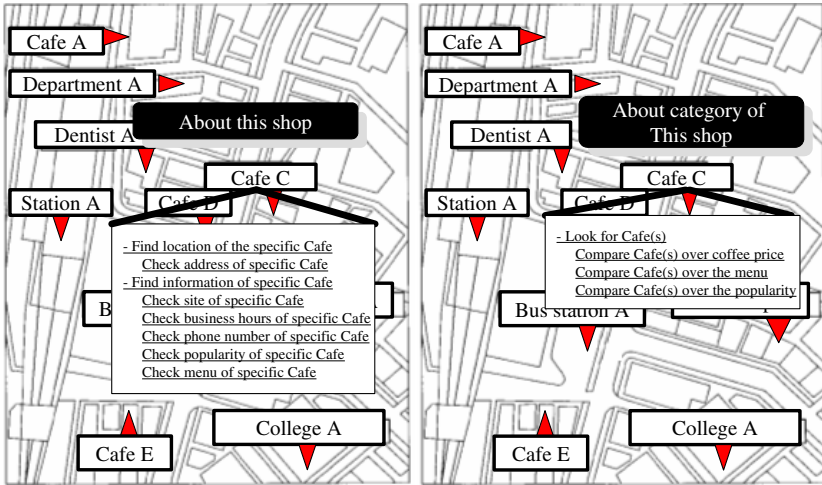 Cafe A
Department A
About this shop
Dentist A
Cafe C
Station A
Cafe D
- Find location of the specific Cafe
Check address of specific Cafe
- Find information of specific Cafe
Check site of specific Cafe
Check business hours of specific Cafe
Check phone number of specific Cafe
Check popularity of specific Cafe
Check menu of specific Cafe
B
Cafe E
College A
Cafe A
Department A
About category of
This shop
Dentist A
Cafe C
Station A
Cafe D
- Look for Cafe(s)
Compare Cafe(s) over coffee price
Compare Cafe(s) over the menu
Compare Cafe(s) over the popularity
Bus station A
Cafe E
College A